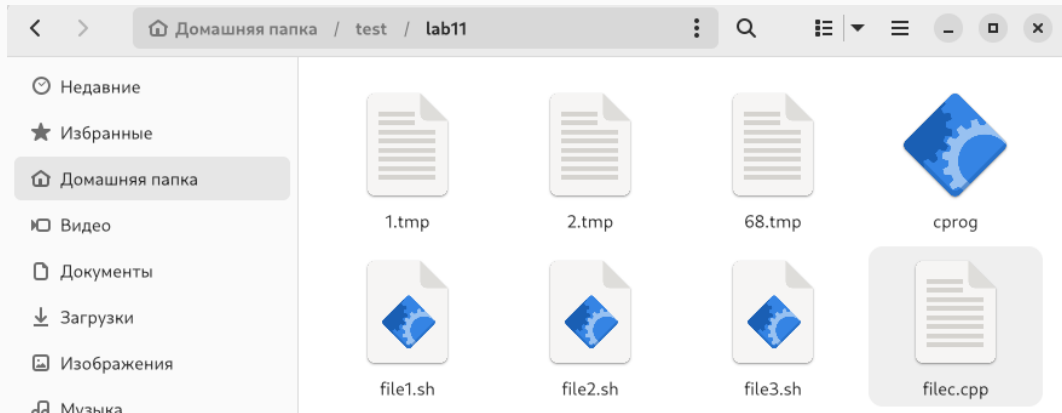 Домашняя папка / test / lab11
Недавние
Избранные
Домашняя папка
Видео
Документы
Загрузки
Изображения
Музыка
1.tmp 2.tmp 68.tmp cprog
file1.sh file2.sh file3.sh filec.cpp